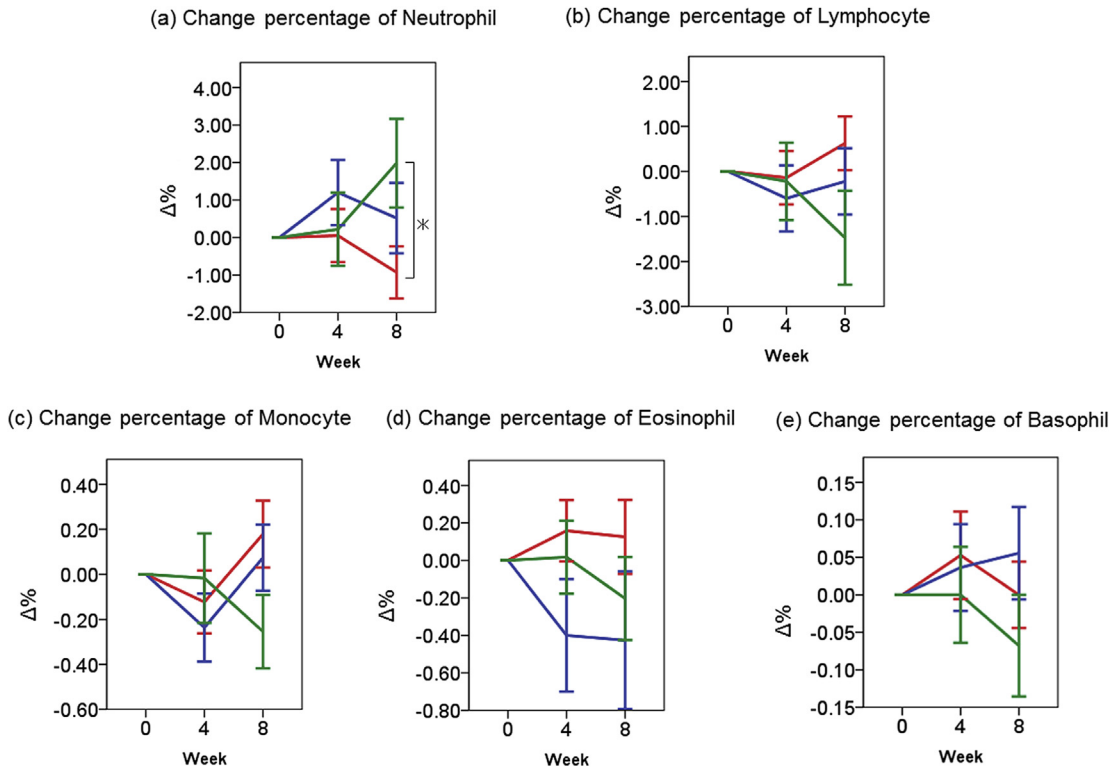 (a) Change percentage of Neutrophil
4.00
3.00
2.00
1.00
0.00
-1.00
-2.00
Δ%
*
0 4 8
Week
(b) Change percentage of Lymphocyte
2.00
1.00
0.00
-1.00
-2.00
-3.00
Δ%
0 4 8
Week
(c) Change percentage of Monocyte
0.40
0.20
0.00
-0.20
-0.40
-0.60
Δ%
0 4 8
Week
(d) Change percentage of Eosinophil
0.40
0.20
0.00
-0.20
-0.40
-0.60
-0.80
Δ%
0 4 8
Week
(e) Change percentage of Basophil
0.15
0.10
0.05
0.00
-0.05
-0.10
-0.15
Δ%
0 4 8
Week